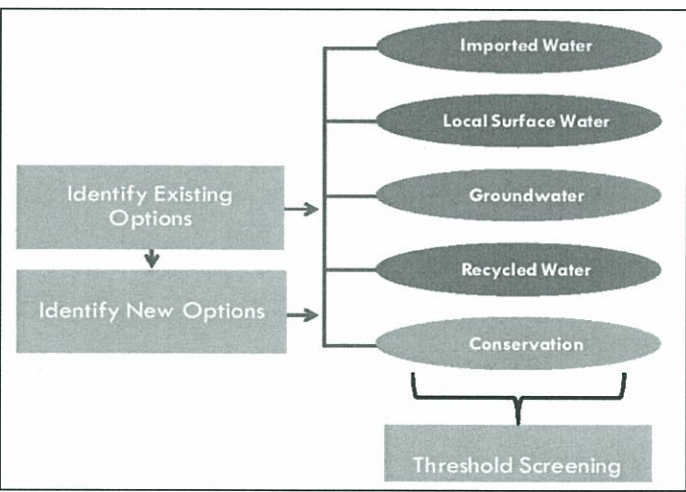 Imported Water
Local Surface Water
Identify Existing
Options
Groundwater
Identify New Options
Recycled Water
Conservation
Threshold Screening